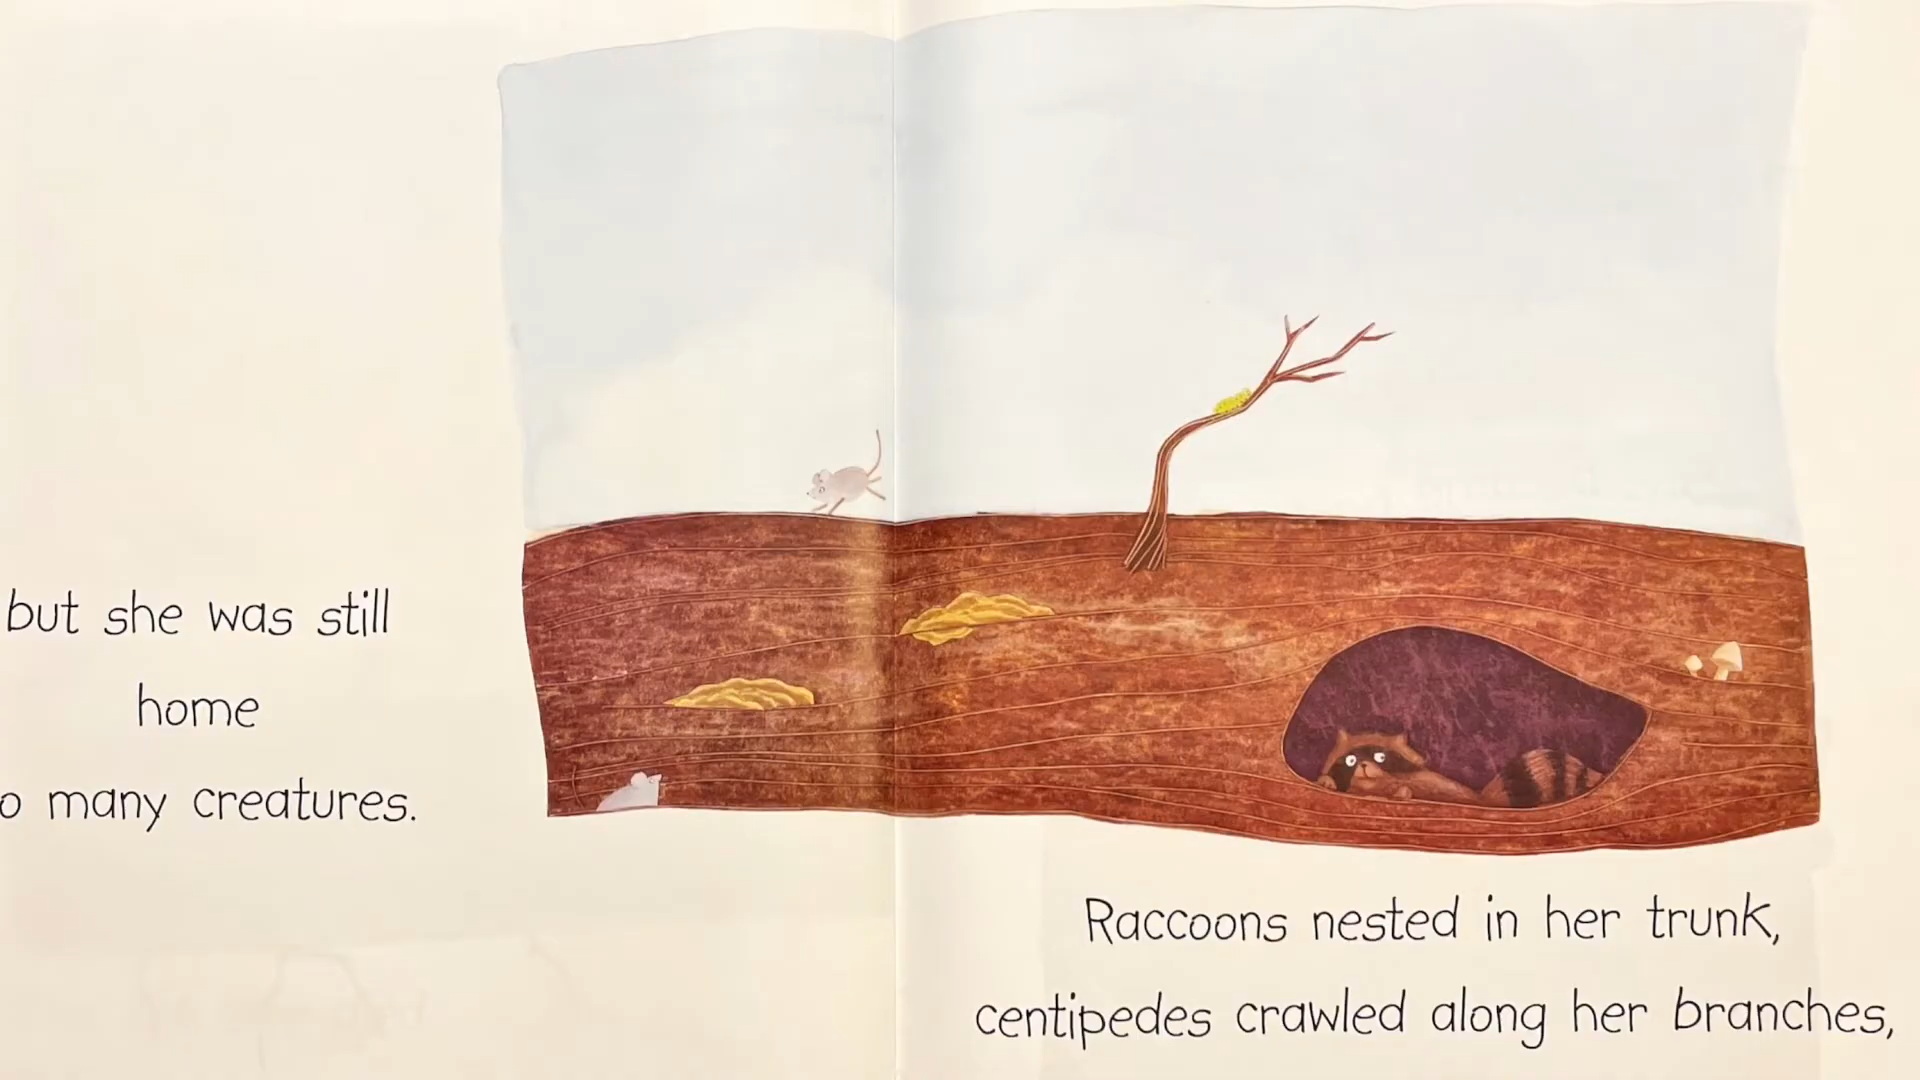 but she was still
home
many creatures.
Raccoons nested in her trunk,
centipedes crawled along her branches,